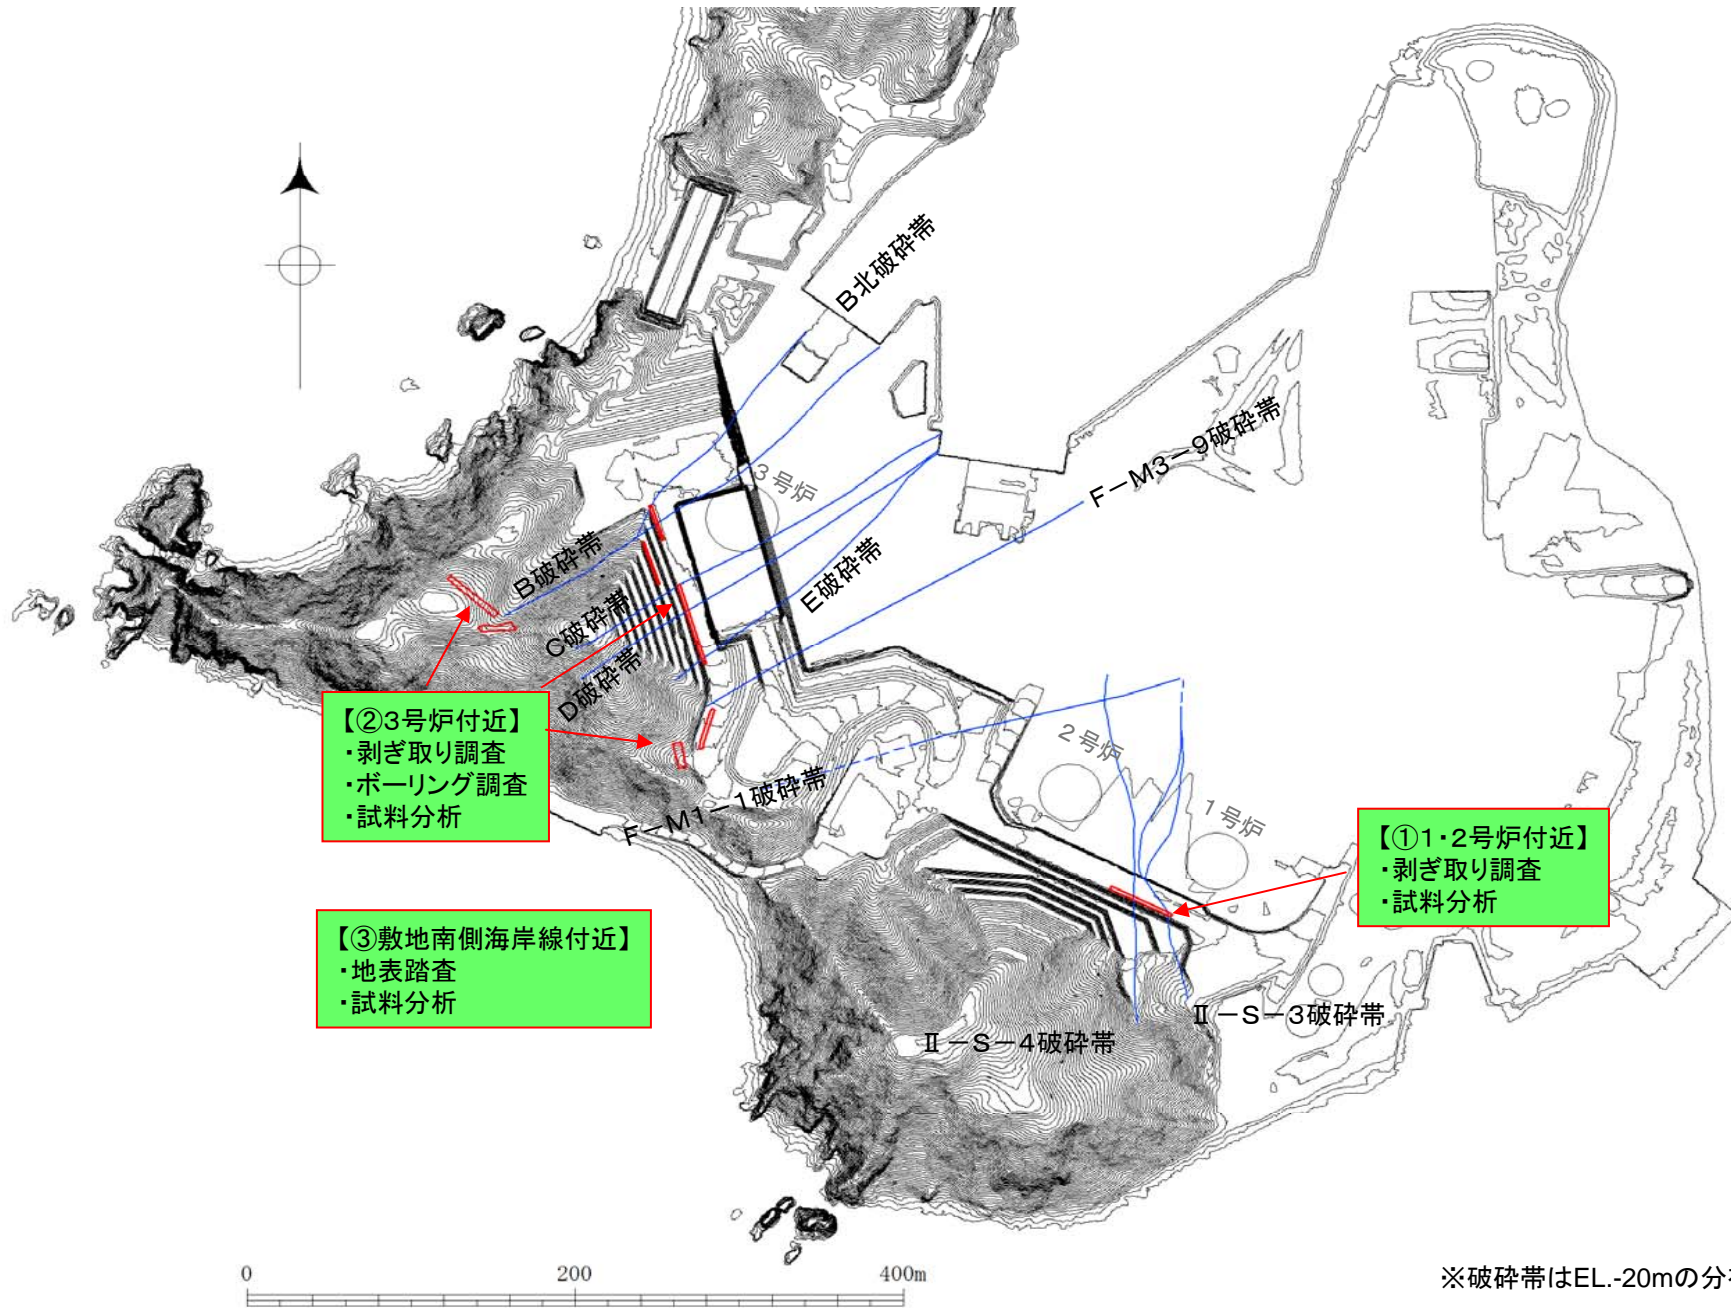 B北破砕帯
F-M3-9破砕帯
3号炉
B破砕帯
E破砕帯
C破砕帯
D破砕帯
【②3号炉付近】
・剥ぎ取り調査
・ボーリング調査
・試料分析
2号炉
F-M1-1破砕帯
1号炉
【①1・2号炉付近】
・剥ぎ取り調査
・試料分析
【③敷地南側海岸線付近】
・地表踏査
・試料分析
Ⅱ-S-3破砕帯
Ⅱ-S-4破砕帯
0 200 400m
※破砕帯はEL.-20mの分